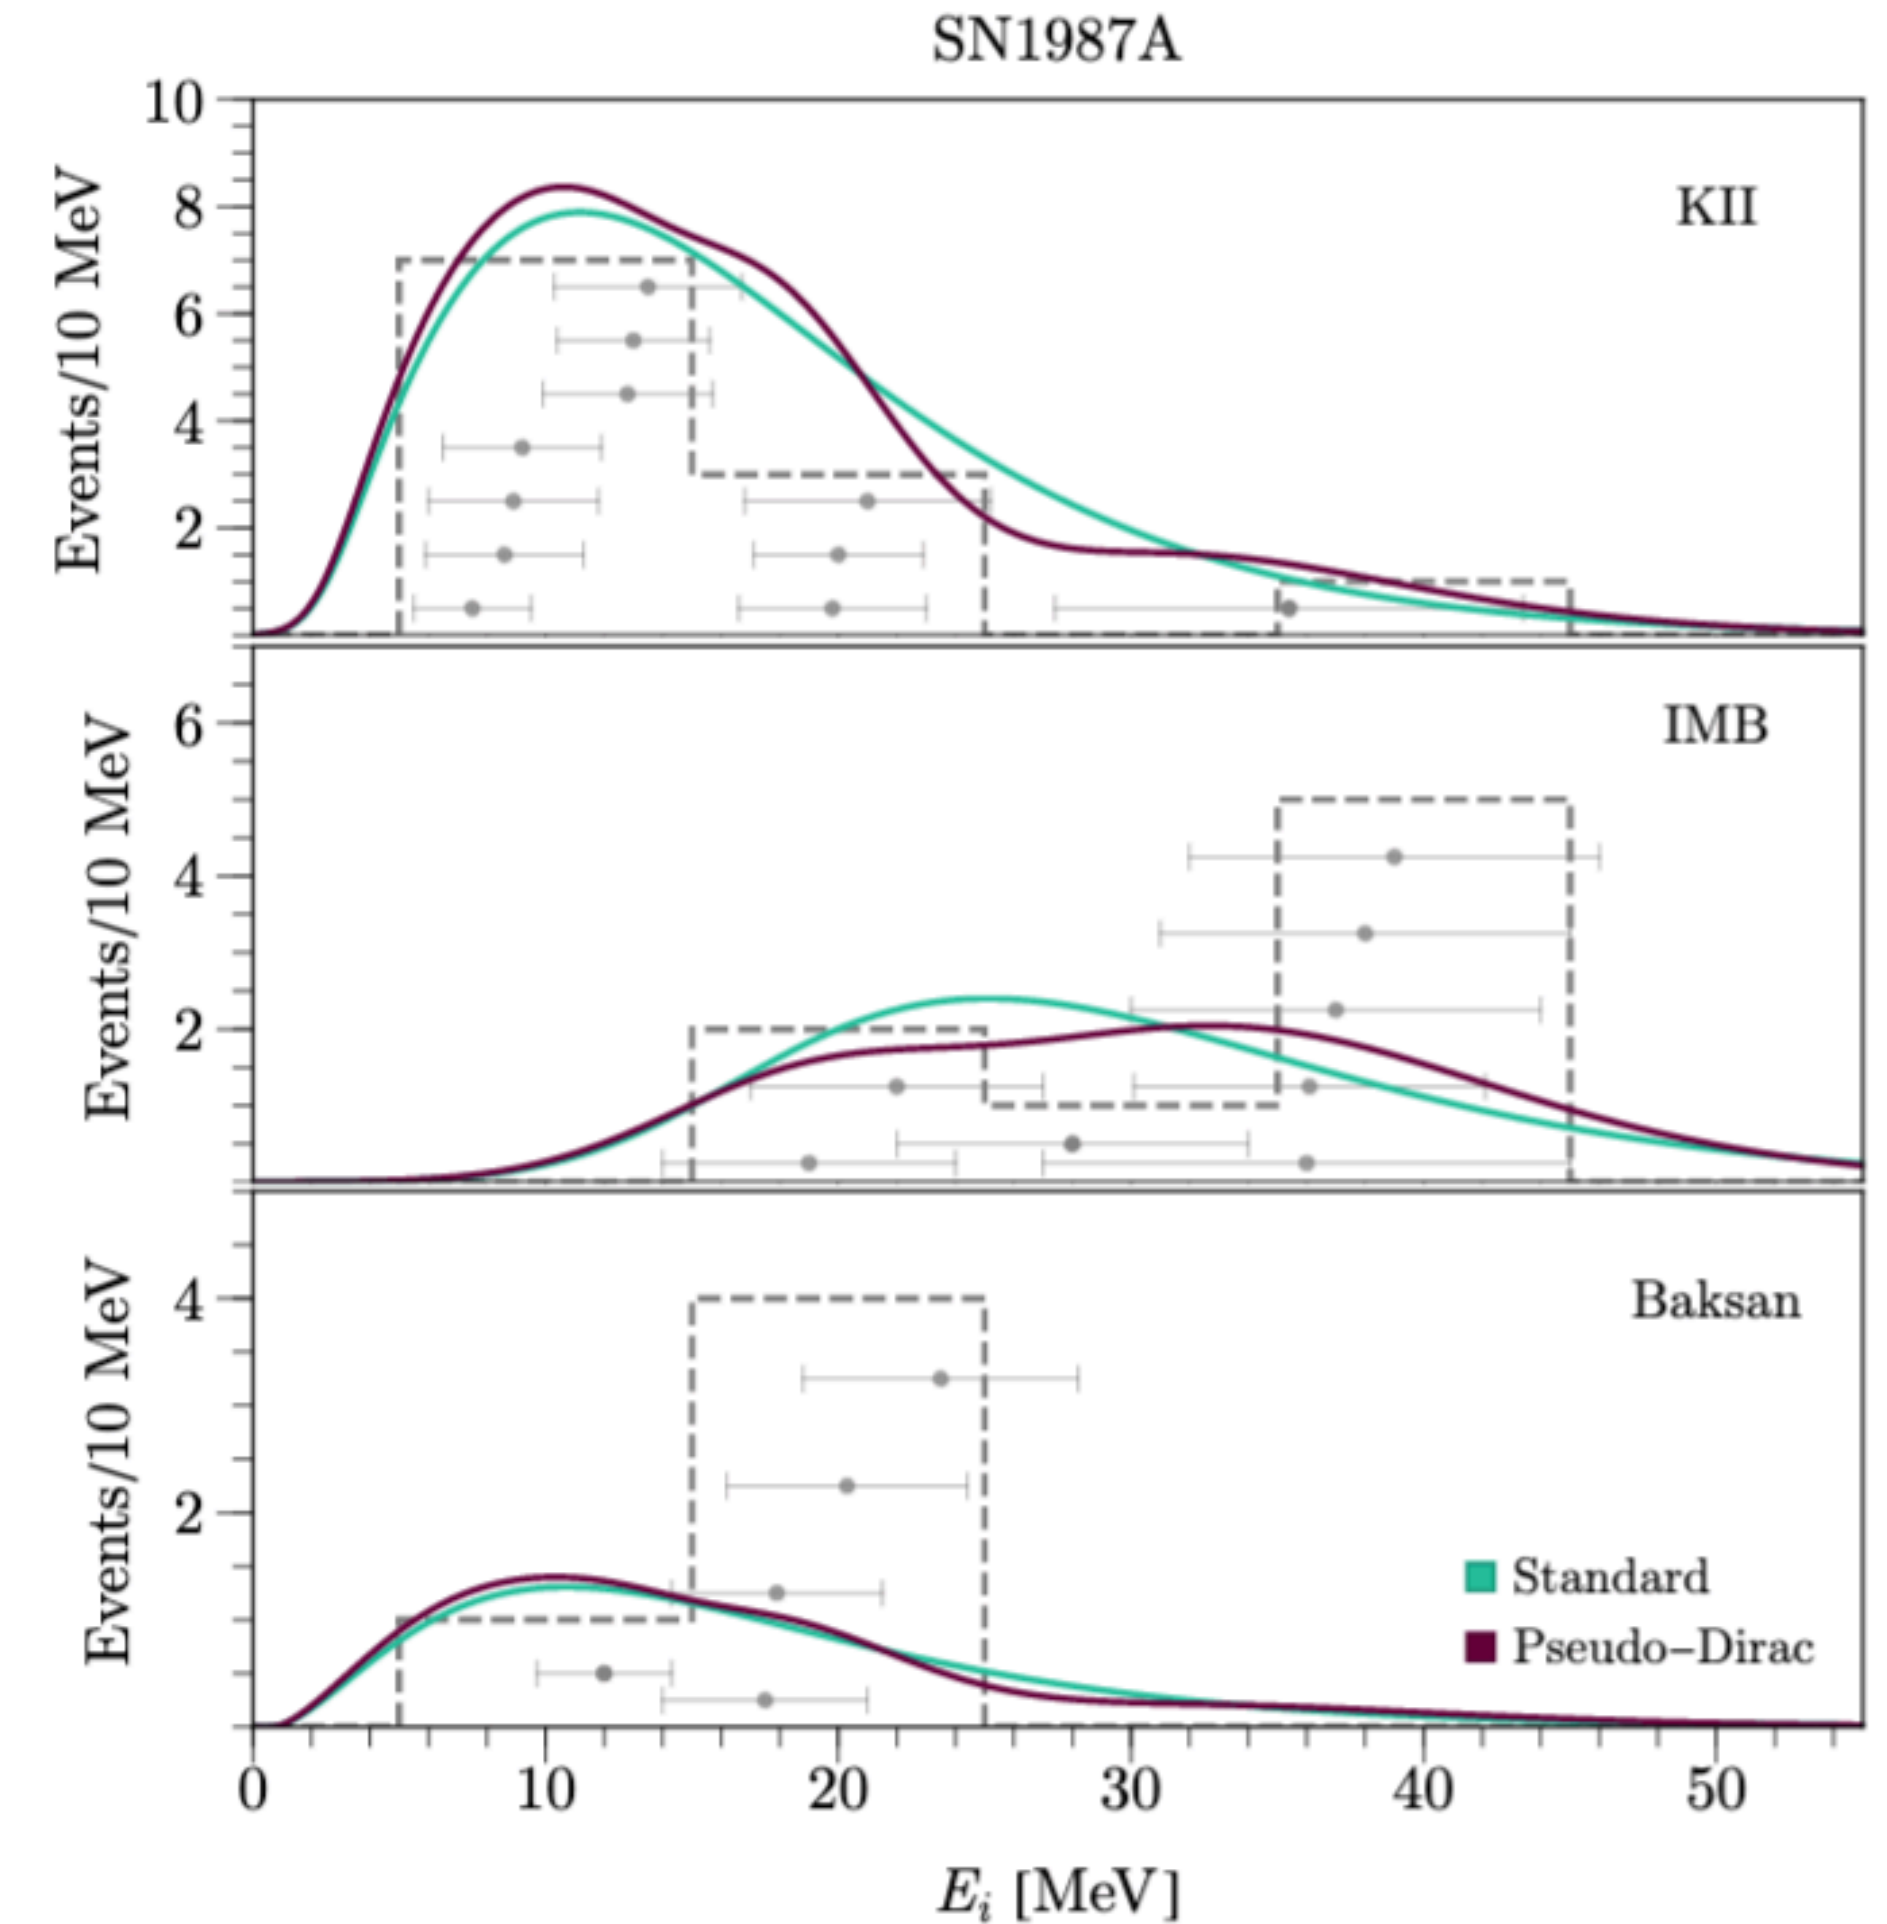 SN1987A
10
8
6
4
2
Events/10 MeV
KII
6
4
2
Events/10 MeV
IMB
4
2
Events/10 MeV
Baksan
Standard
Pseudo–Dirac
0 10 20 30 40 50
E_i [MeV]